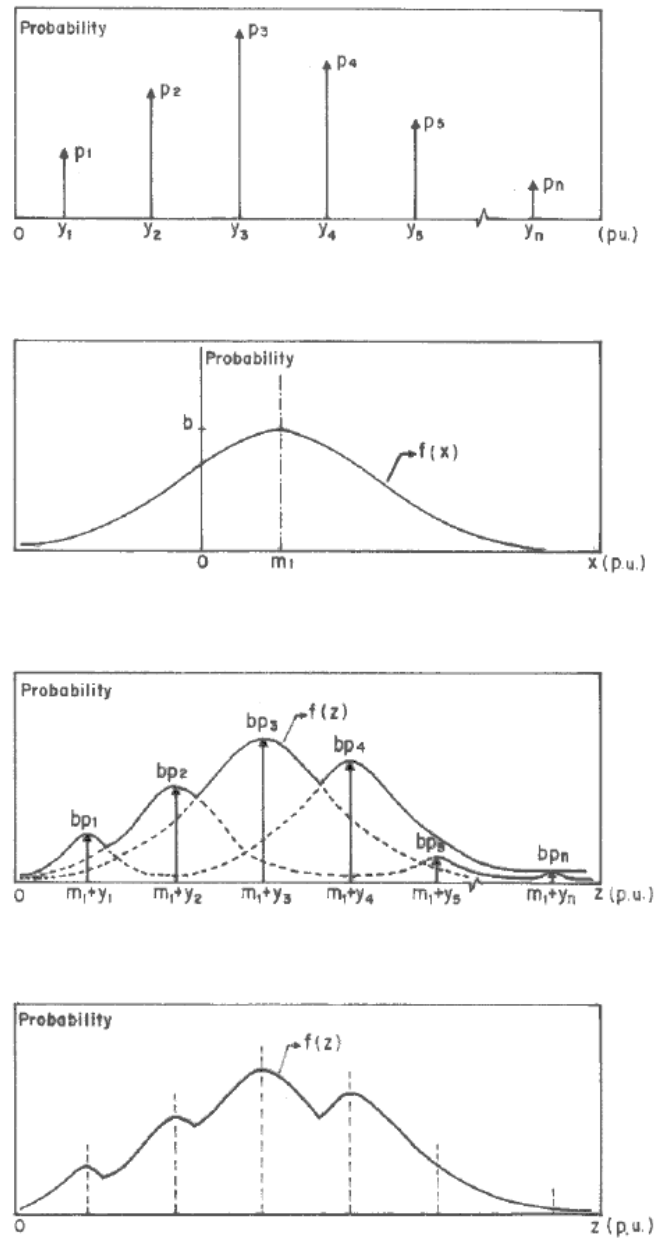 Probability
p1
p2
p3
p4
p5
pn
0 y1 y2 y3 y4 y5 yn (pu.)
Probability
b
f(x)
0 m1 x(p.u.)
Probability
f(z)
bp1
bp2
bp3
bp4
bp5
bpn
0 m1+y1 m1+y2 m1+y3 m1+y4 m1+y5 m1+yn z(p.u.)
Probability
f(z)
0 z(p.u.)